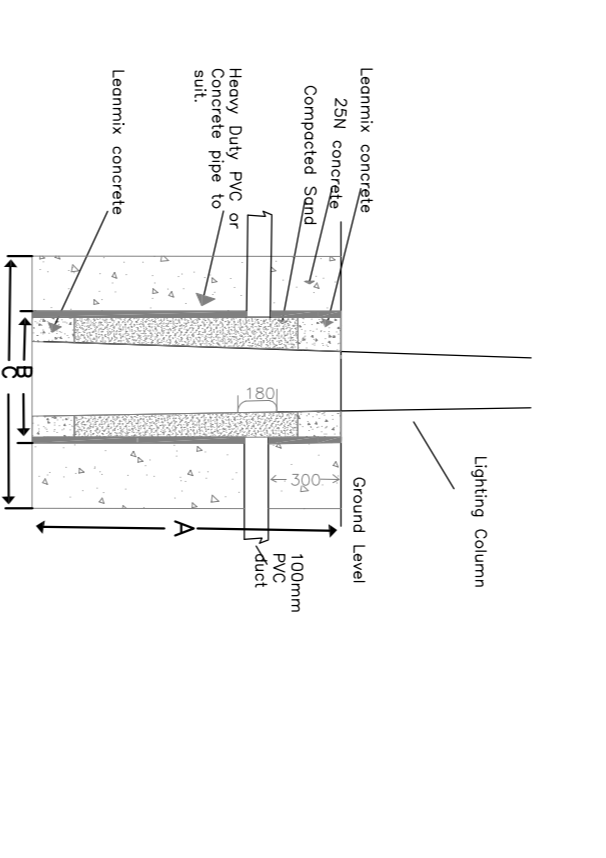 Lighting Column
Leanmix concrete
25N concrete
Compacted Sand
Ground Level
300
100mm
PVC
duct
180
Heavy Duty PVC or
Concrete pipe to
suit.
A
Leanmix concrete
B
C